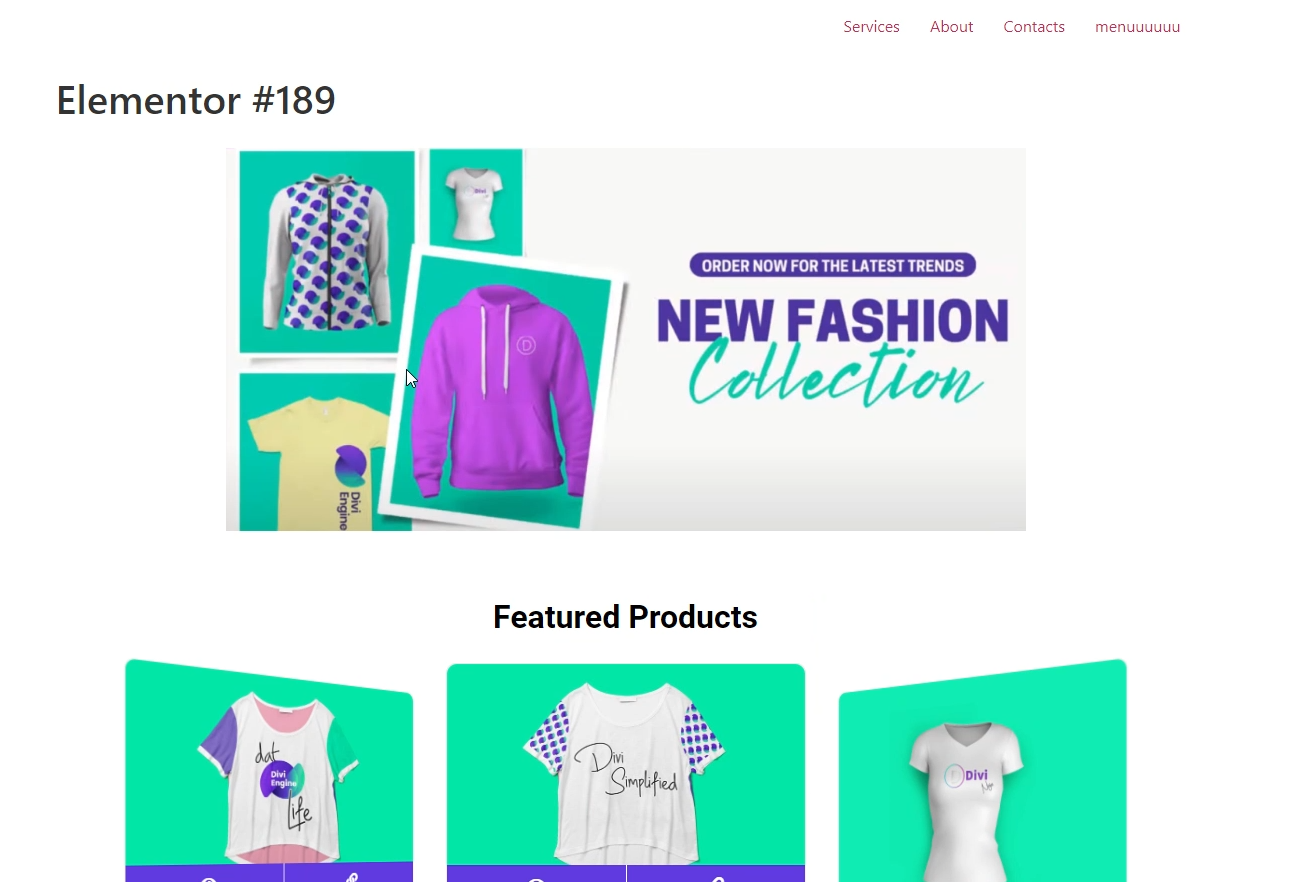 Services About Contacts menuuuuuu
Elementor #189
Divi
ORDER NOW FOR THE LATEST TRENDS
NEW FASHION
Collection
D
Divi
Engine
Featured Products
dat
Divi
Engine
Life
Divi
Simplified
D Divi